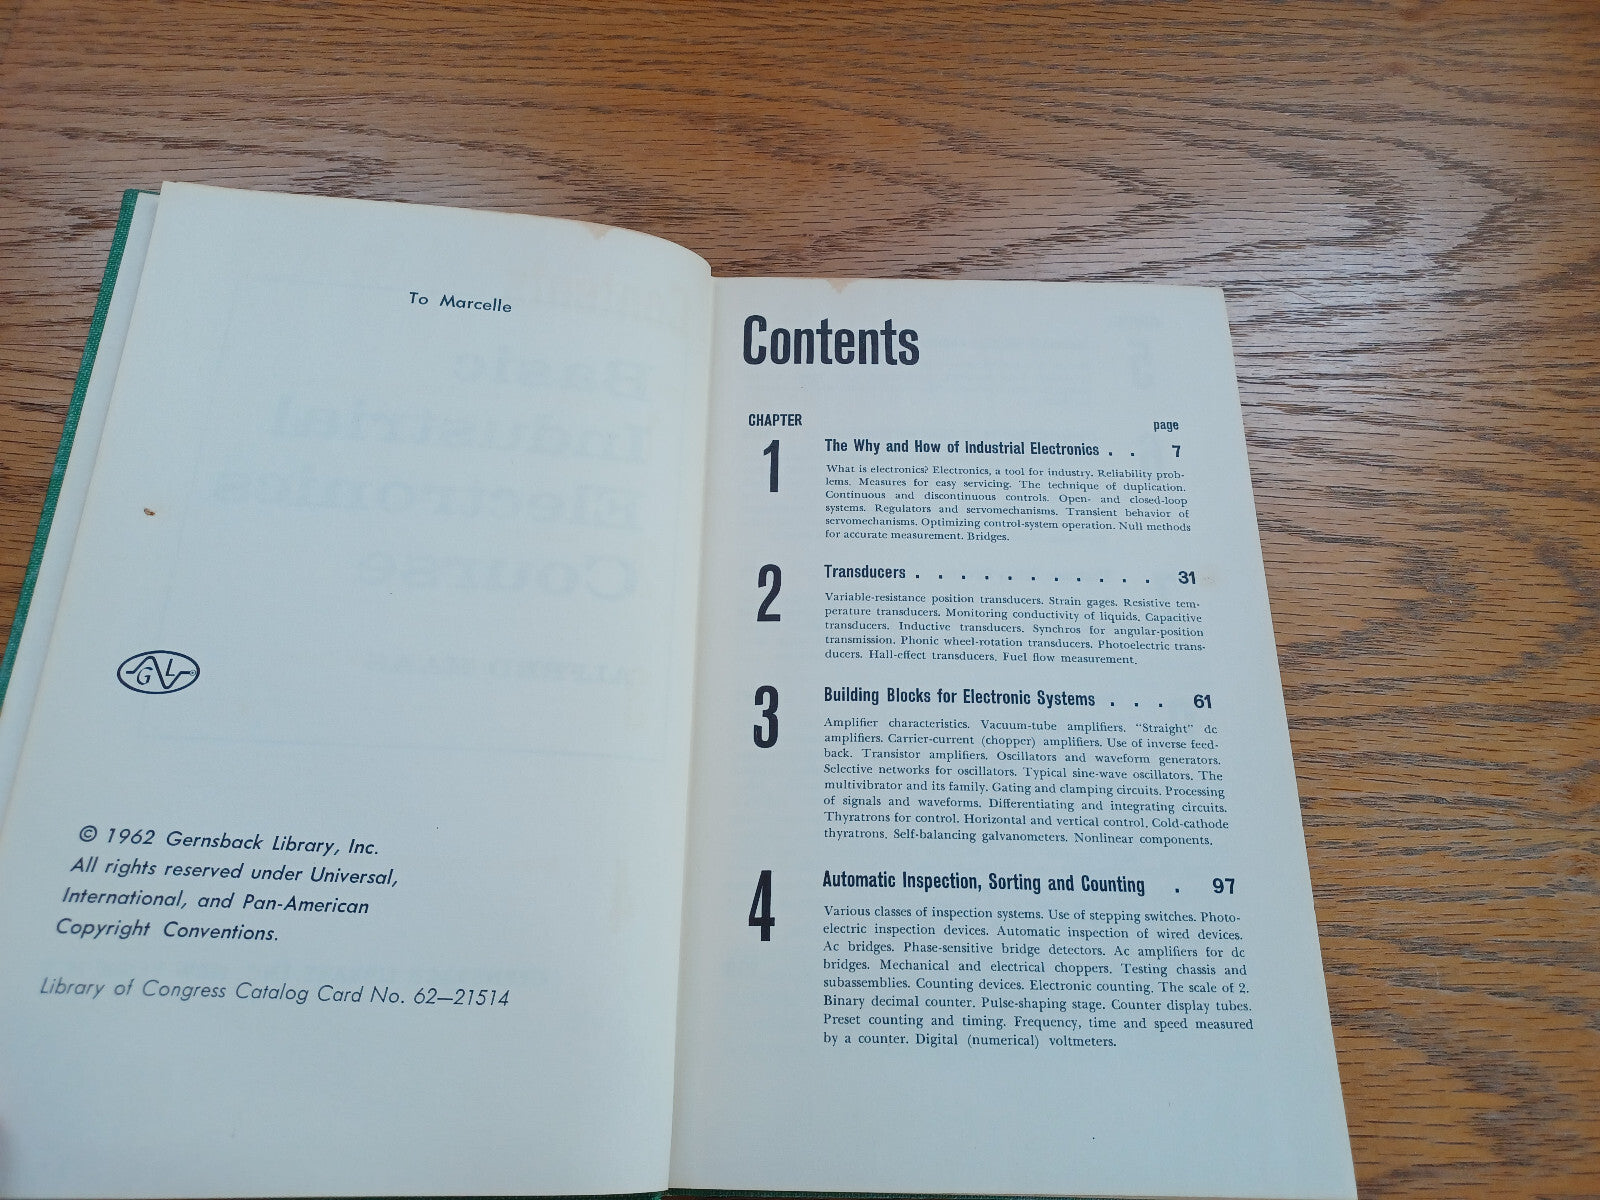 To Marcelle
GL
© 1962 Gernsback Library, Inc.
All rights reserved under Universal,
International, and Pan-American
Copyright Conventions.
Library of Congress Catalog Card No. 62—21514
Contents
CHAPTER
page
1
The Why and How of Industrial Electronics . . 7
What is electronics? Electronics, a tool for industry. Reliability prob-
lems. Measures for easy servicing. The technique of duplication.
Continuous and discontinuous controls. Open- and closed-loop
systems. Regulators and servomechanisms. Transient behavior of
servomechanisms. Optimizing control-system operation. Null methods
for accurate measurement. Bridges.
2
Transducers . . . . . . . . . . . 31
Variable-resistance position transducers. Strain gages. Resistive tem-
perature transducers. Monitoring conductivity of liquids. Capacitive
transducers. Inductive transducers. Synchros for angular-position
transmission. Phonic wheel-rotation transducers. Photoelectric trans-
ducers. Hall-effect transducers. Fuel flow measurement.
3
Building Blocks for Electronic Systems . . . 61
Amplifier characteristics. Vacuum-tube amplifiers. "Straight" dc
amplifiers. Carrier-current (chopper) amplifiers. Use of inverse feed-
back. Transistor amplifiers. Oscillators and waveform generators.
Selective networks for oscillators. Typical sine-wave oscillators. The
multivibrator and its family. Gating and clamping circuits. Processing
of signals and waveforms. Differentiating and integrating circuits.
Thyratrons for control. Horizontal and vertical control. Cold-cathode
thyratrons. Self-balancing galvanometers. Nonlinear components.
4
Automatic Inspection, Sorting and Counting . 97
Various classes of inspection systems. Use of stepping switches. Photo-
electric inspection devices. Automatic inspection of wired devices.
Ac bridges. Phase-sensitive bridge detectors. Ac amplifiers for dc
bridges. Mechanical and electrical choppers. Testing chassis and
subassemblies. Counting devices. Electronic counting. The scale of 2.
Binary decimal counter. Pulse-shaping stage. Counter display tubes.
Preset counting and timing. Frequency, time and speed measured
by a counter. Digital (numerical) voltmeters.